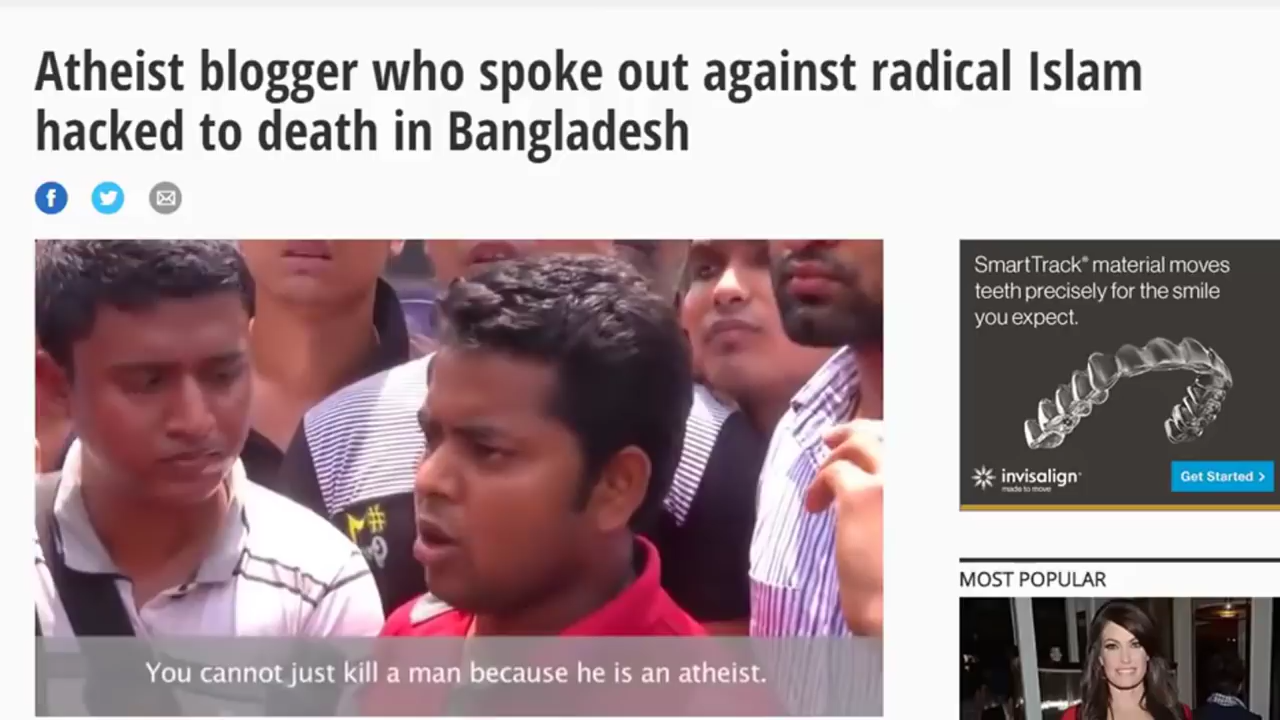 Atheist blogger who spoke out against radical Islam
hacked to death in Bangladesh
You cannot just kill a man because he is an atheist.
SmartTrack® material moves
teeth precisely for the smile
you expect.
invisalign
made to move
Get Started >
MOST POPULAR